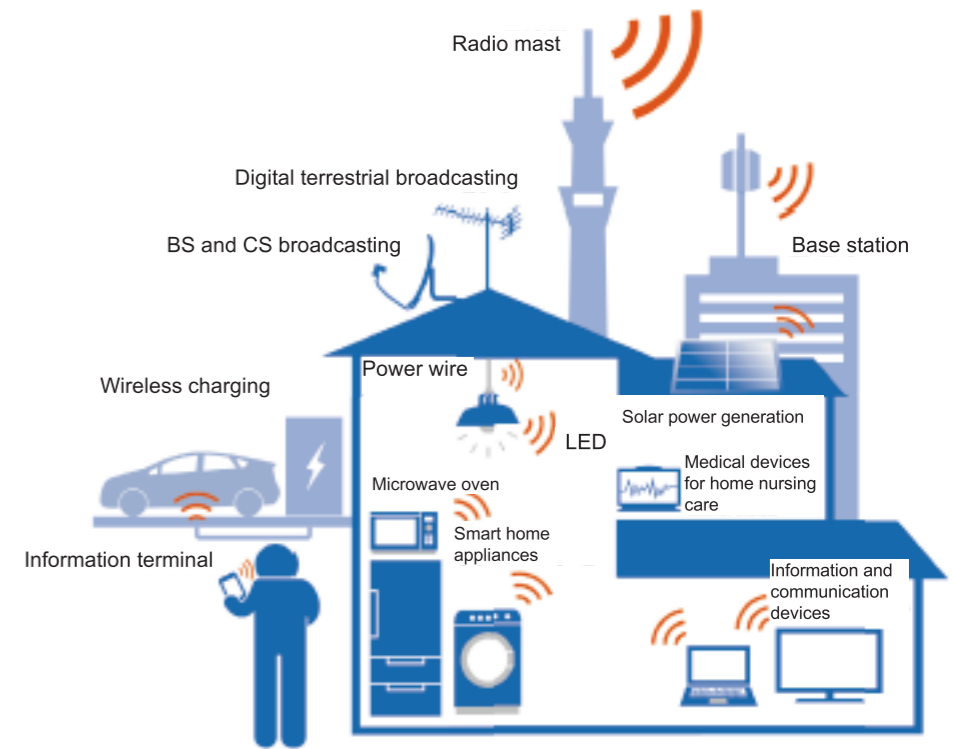 Radio mast
Digital terrestrial broadcasting
BS and CS broadcasting
Base station
Power wire
Wireless charging
Solar power generation
LED
Medical devices
for home nursing
care
Microwave oven
Smart home
appliances
Information terminal
Information and
communication
devices